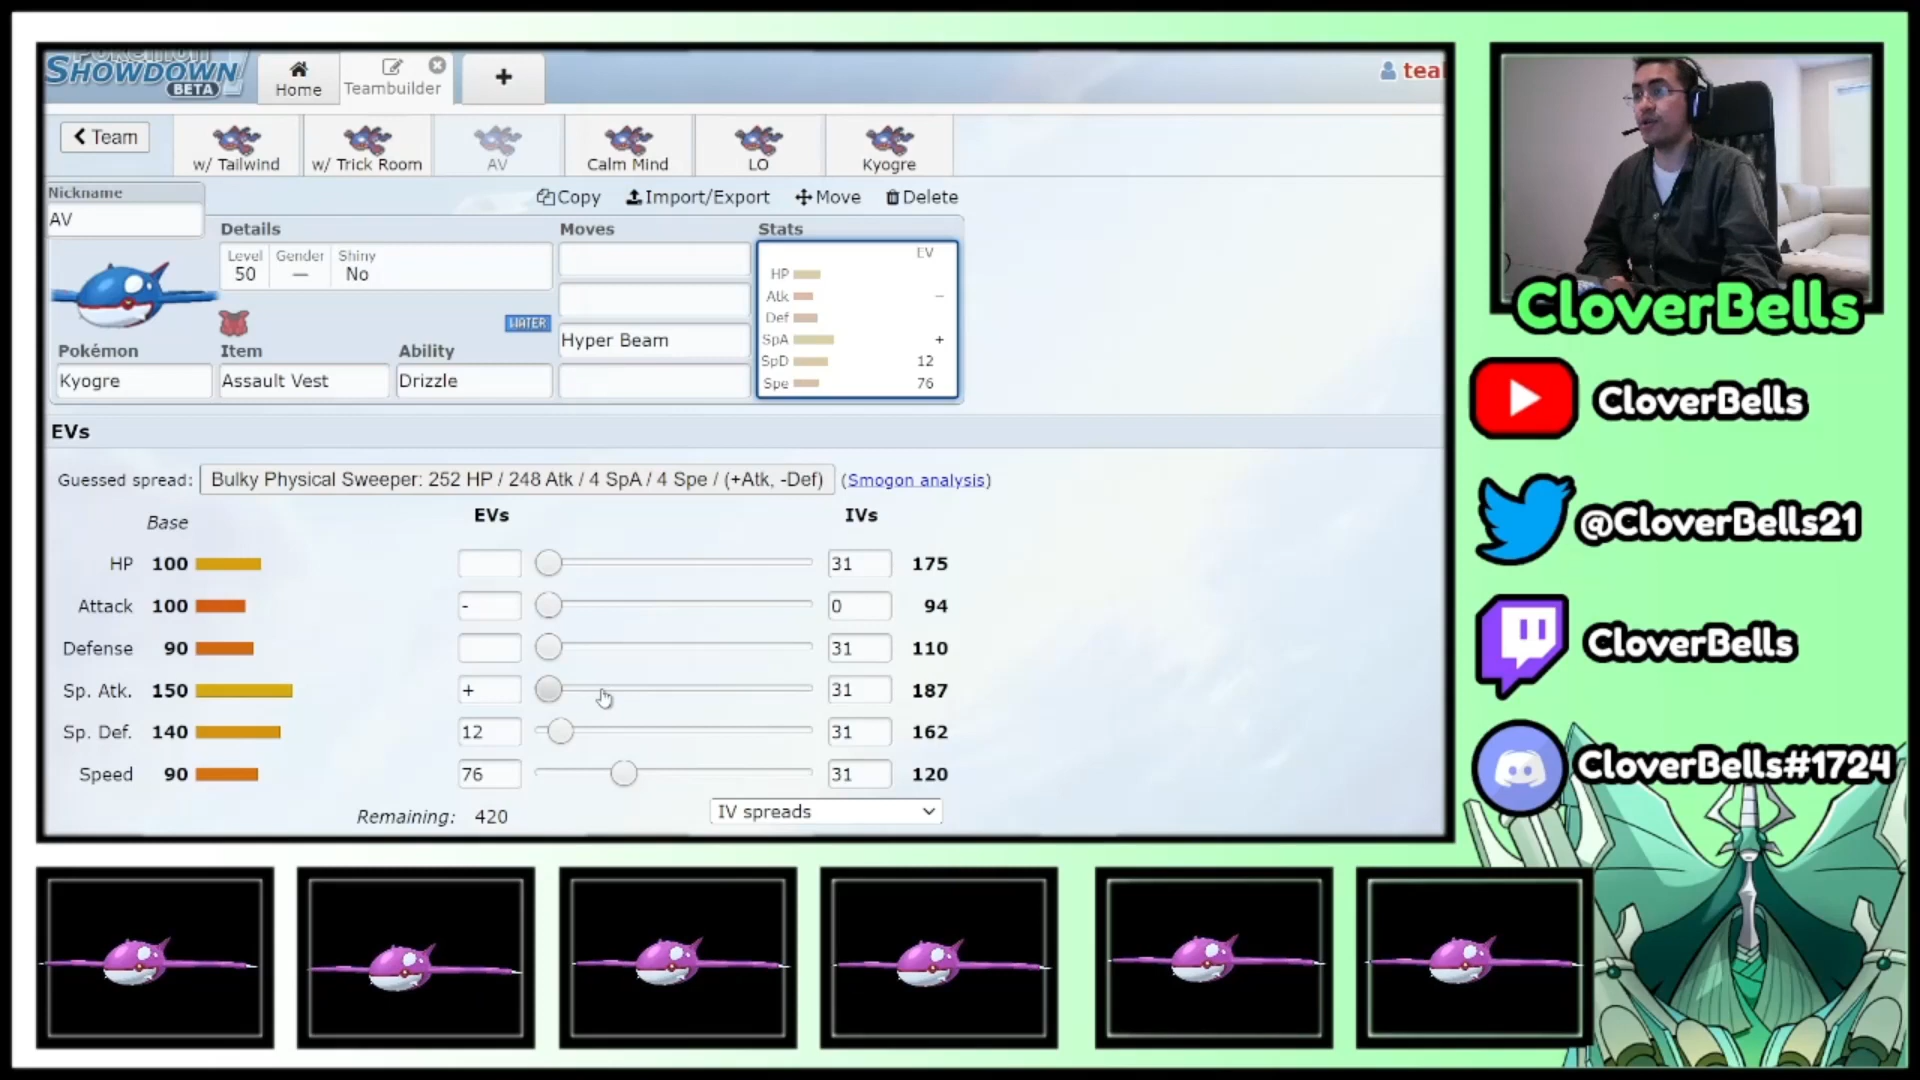 Pokémon
SHOWDOWN
BETA
Home
Teambuilder
+
teal
Team
w/ Tailwind
w/ Trick Room
AV
Calm Mind
LO
Kyogre
Nickname
AV
Copy
Import/Export
Move
Delete
Details
Moves
Stats
Level
50
Gender
—
Shiny
No
WATER
Pokémon
Kyogre
Item
Assault Vest
Ability
Drizzle
Hyper Beam
EV
HP
Atk −
Def
SpA +
SpD 12
Spe 76
EVs
Guessed spread: Bulky Physical Sweeper: 252 HP / 248 Atk / 4 SpA / 4 Spe / (+Atk, -Def) (Smogon analysis)
Base EVs IVs
HP 100 31 175
Attack 100 - 0 94
Defense 90 31 110
Sp. Atk. 150 + 31 187
Sp. Def. 140 12 31 162
Speed 90 76 31 120
Remaining: 420 IV spreads
CloverBells
CloverBells
@CloverBells21
CloverBells
CloverBells#1724